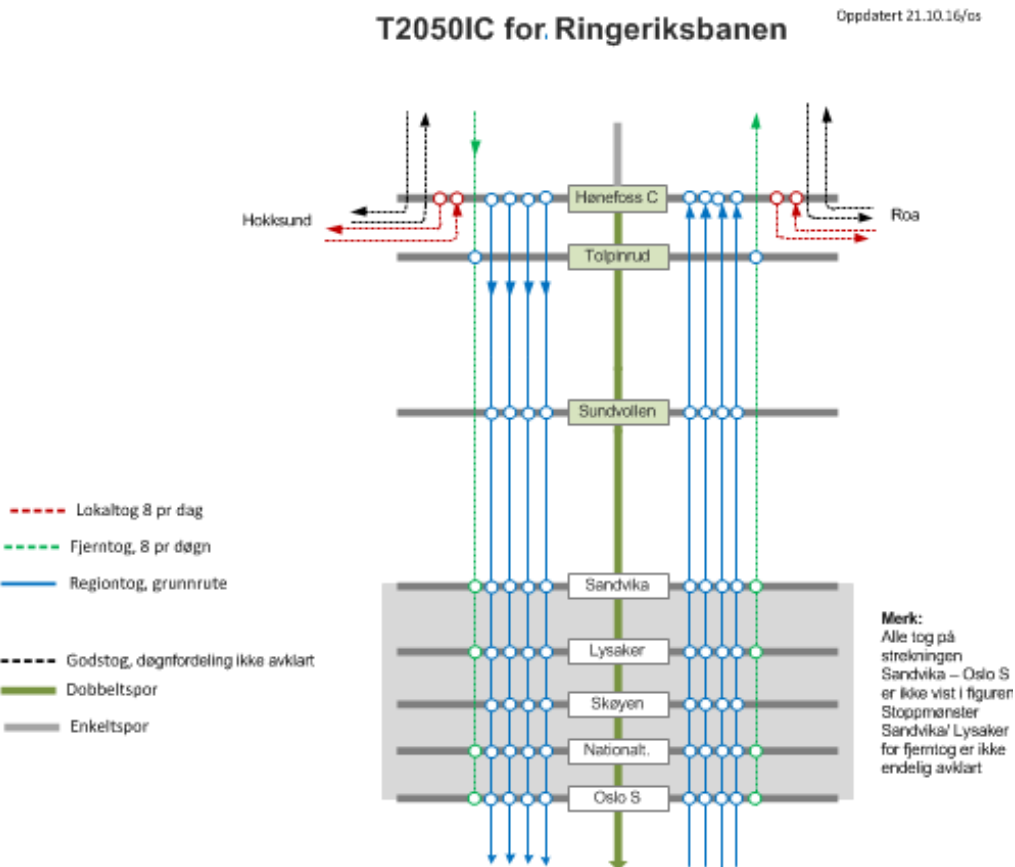 Oppdatert 21.10.16/os
T2050IC for. Ringeriksbanen
Hønefoss C
Hokksund
Roa
Tolpinrud
Sundvollen
Lokaltog 8 pr dag
Fjerntog, 8 pr døgn
Sandvika
Regiontog, grunnrute
Merk:
Alle tog på
strekningen
Sandvika – Oslo S
er ikke vist i figuren
Stoppmønster
Sandvika/ Lysaker
for fjerntog er ikke
endelig avklart
Lysaker
Godstog, døgnfordeling ikke avklart
Dobbeltspor
Skøyen
Enkeltspor
Nationalt.
Oslo S